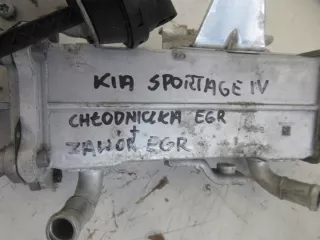 KIA SPORTAGE IV
CHŁODNICZKA EGR
+
ZAWÓR EGR